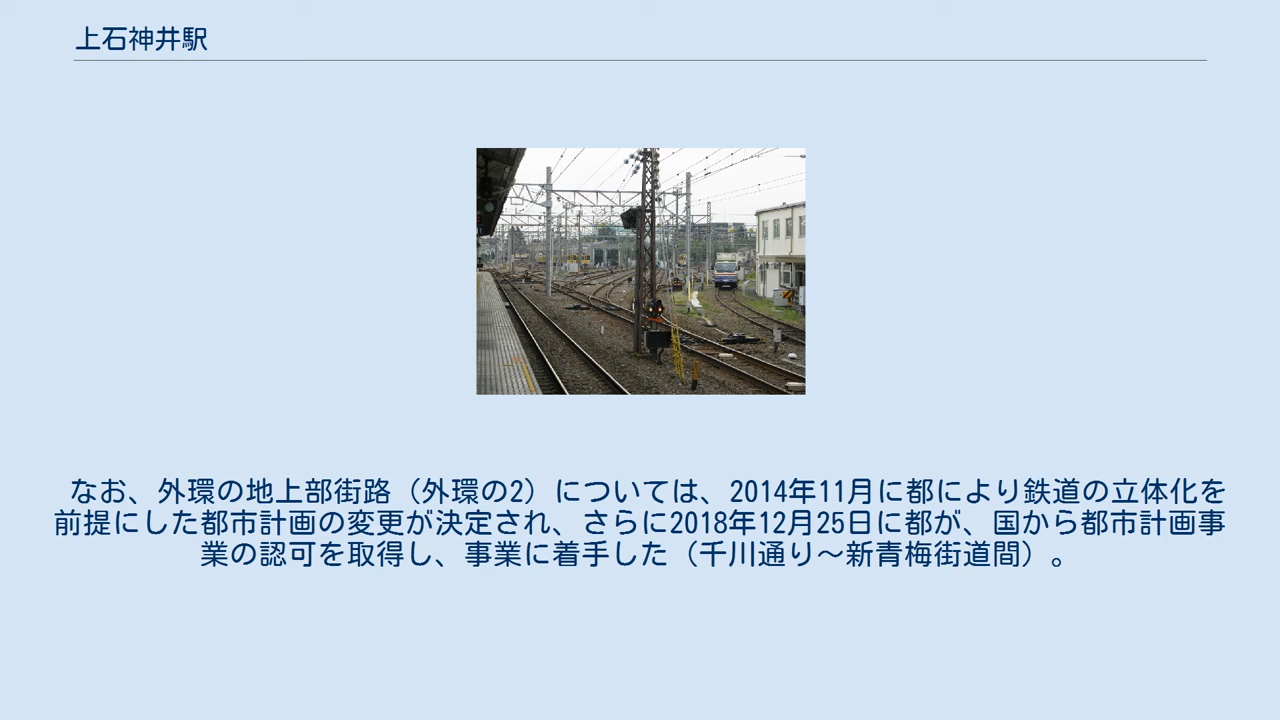 上石神井駅
なお、外環の地上部街路（外環の2）については、2014年11月に都により鉄道の立体化を
前提にした都市計画の変更が決定され、さらに2018年12月25日に都が、国から都市計画事
業の認可を取得し、事業に着手した（千川通り～新青梅街道間）。